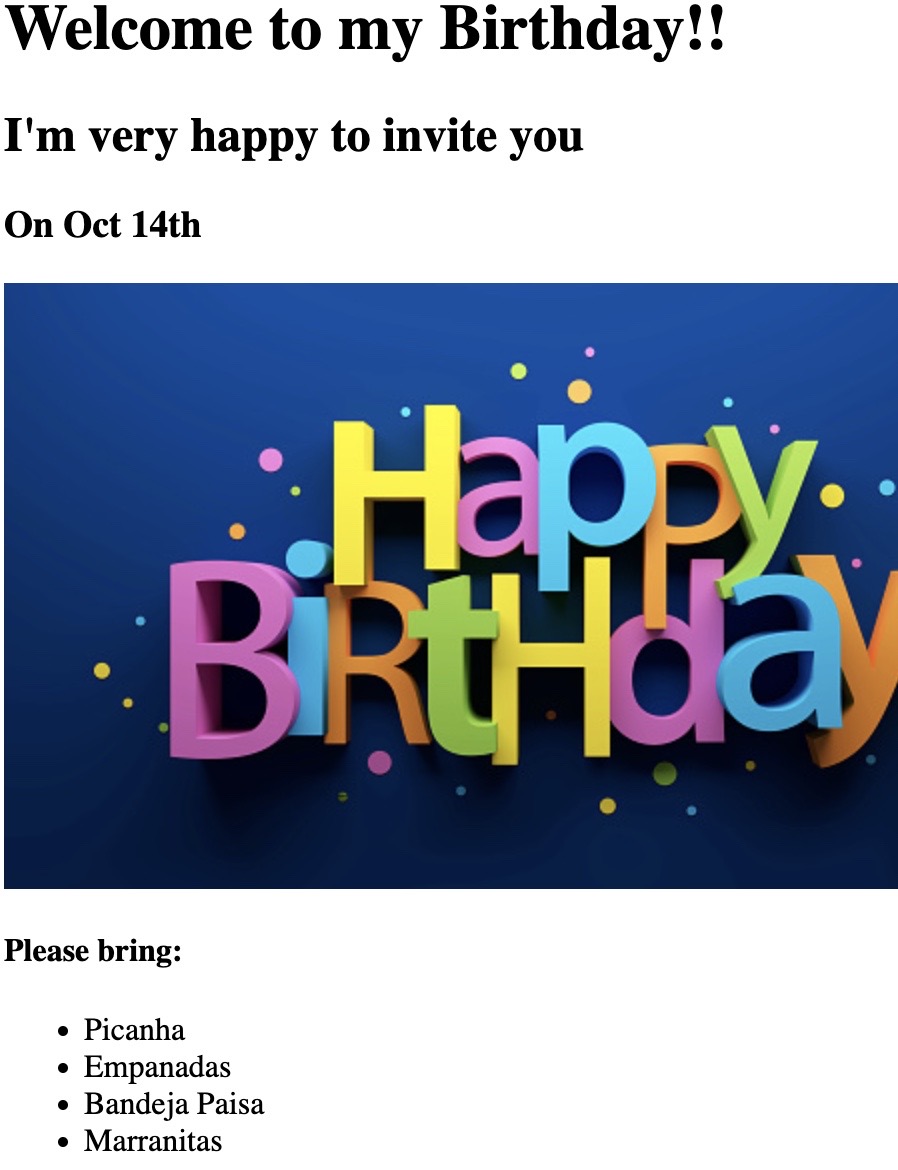 Welcome to my Birthday!!
I'm very happy to invite you
On Oct 14th
Happy
BiRtHday
Please bring:
• Picanha
• Empanadas
• Bandeja Paisa
• Marranitas